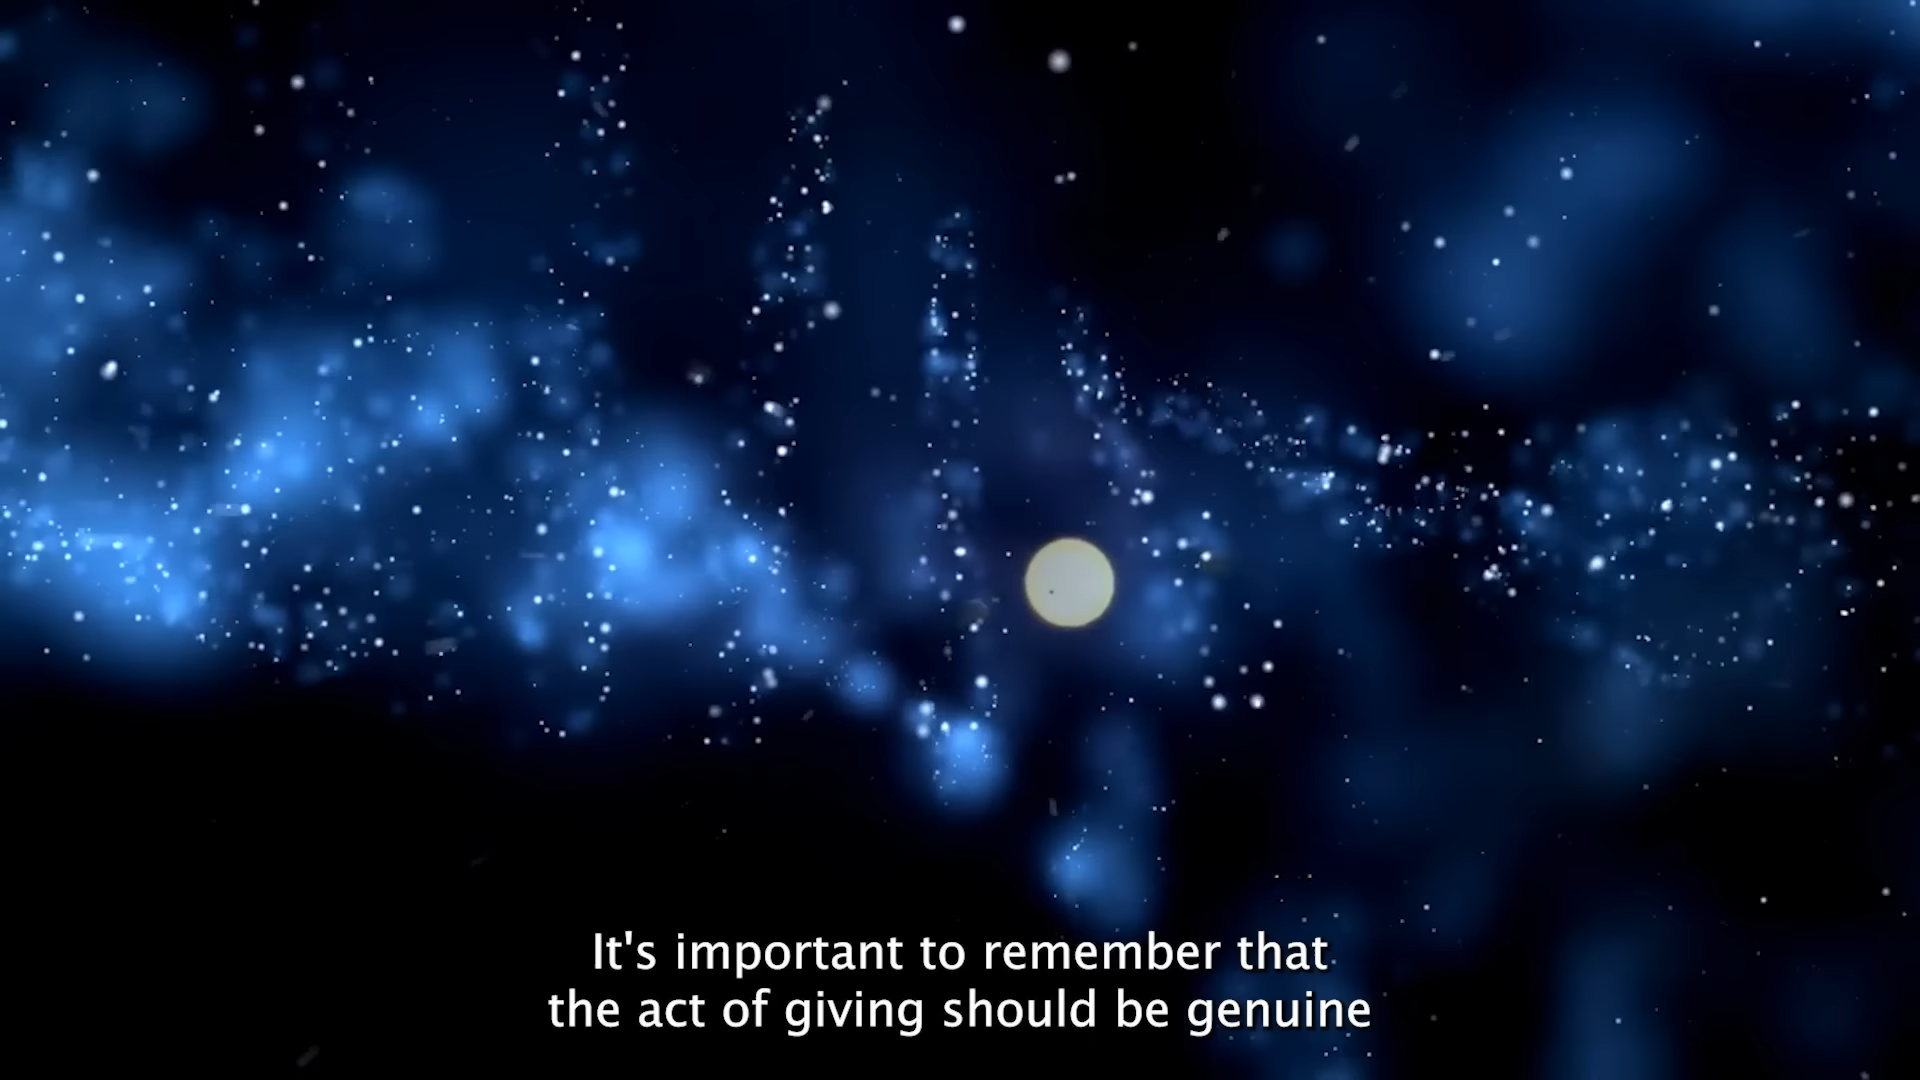 It's important to remember that
the act of giving should be genuine